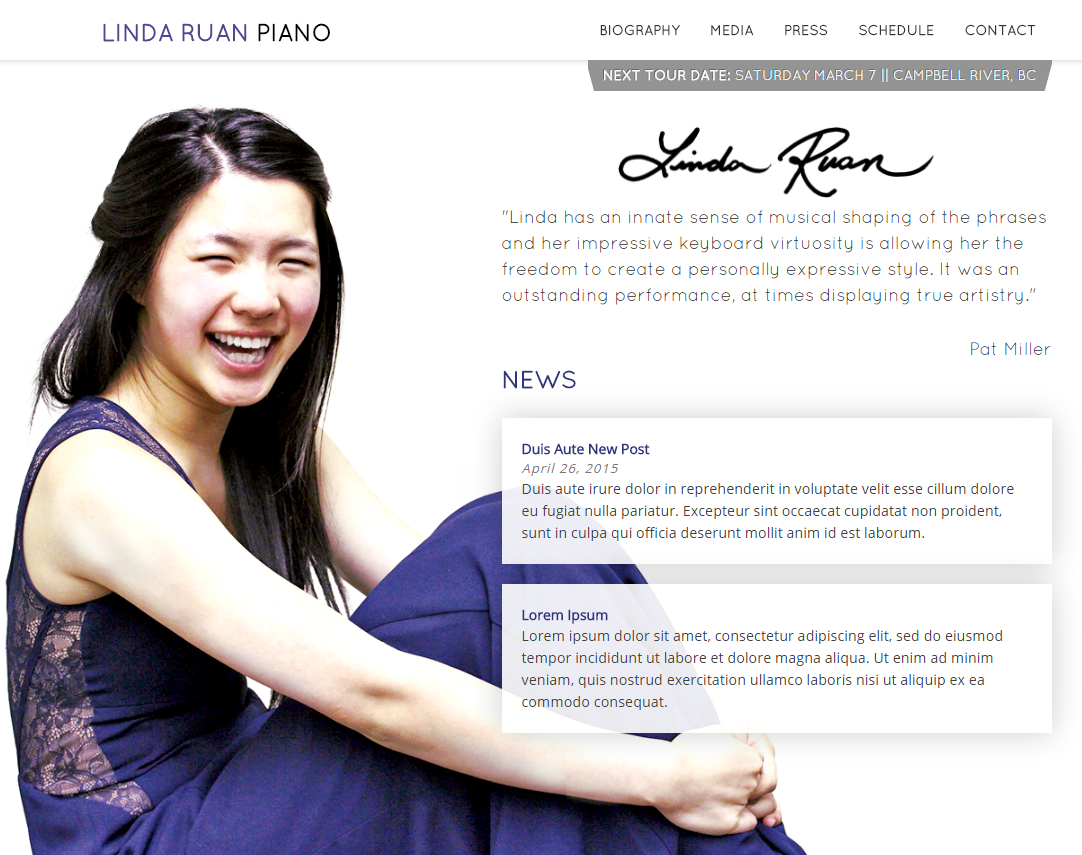 LINDA RUAN PIANO
BIOGRAPHY MEDIA PRESS SCHEDULE CONTACT
NEXT TOUR DATE: SATURDAY MARCH 7 || CAMPBELL RIVER, BC
Linda Ruan
"Linda has an innate sense of musical shaping of the phrases
and her impressive keyboard virtuosity is allowing her the
freedom to create a personally expressive style. It was an
outstanding performance, at times displaying true artistry."
Pat Miller
NEWS
Duis Aute New Post
April 26, 2015
Duis aute irure dolor in reprehenderit in voluptate velit esse cillum dolore
eu fugiat nulla pariatur. Excepteur sint occaecat cupidatat non proident,
sunt in culpa qui officia deserunt mollit anim id est laborum.
Lorem Ipsum
Lorem ipsum dolor sit amet, consectetur adipiscing elit, sed do eiusmod
tempor incididunt ut labore et dolore magna aliqua. Ut enim ad minim
veniam, quis nostrud exercitation ullamco laboris nisi ut aliquip ex ea
commodo consequat.